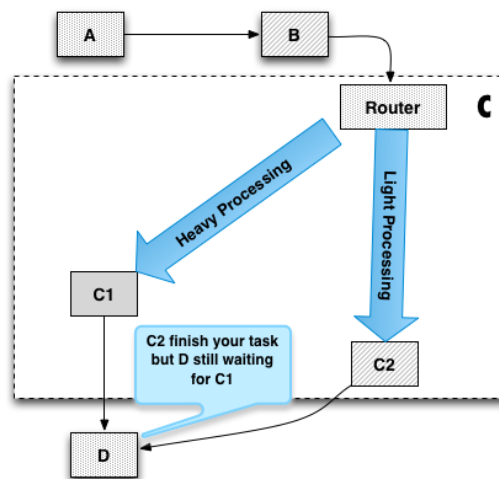 A
B
Router
C
Heavy Processing
Light Processing
C1
C2 finish your task
but D still waiting
for C1
C2
D